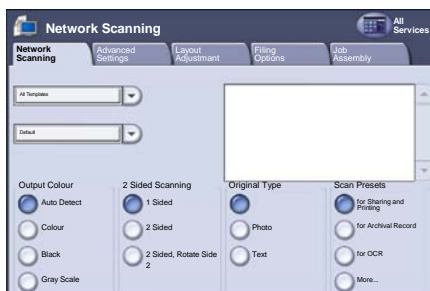 Network Scanning
All
Services
Network
Scanning
Advanced
Settings
Layout
Adjustmant
Filing
Options
Job
Assembly
All Templates
Default
Output Colour
Auto Detect
Colour
Black
Gray Scale
2 Sided Scanning
1 Sided
2 Sided
2 Sided, Rotate Side
2
Original Type
Photo
Text
Scan Presets
for Sharing and
Printing
for Archival Record
for OCR
More...